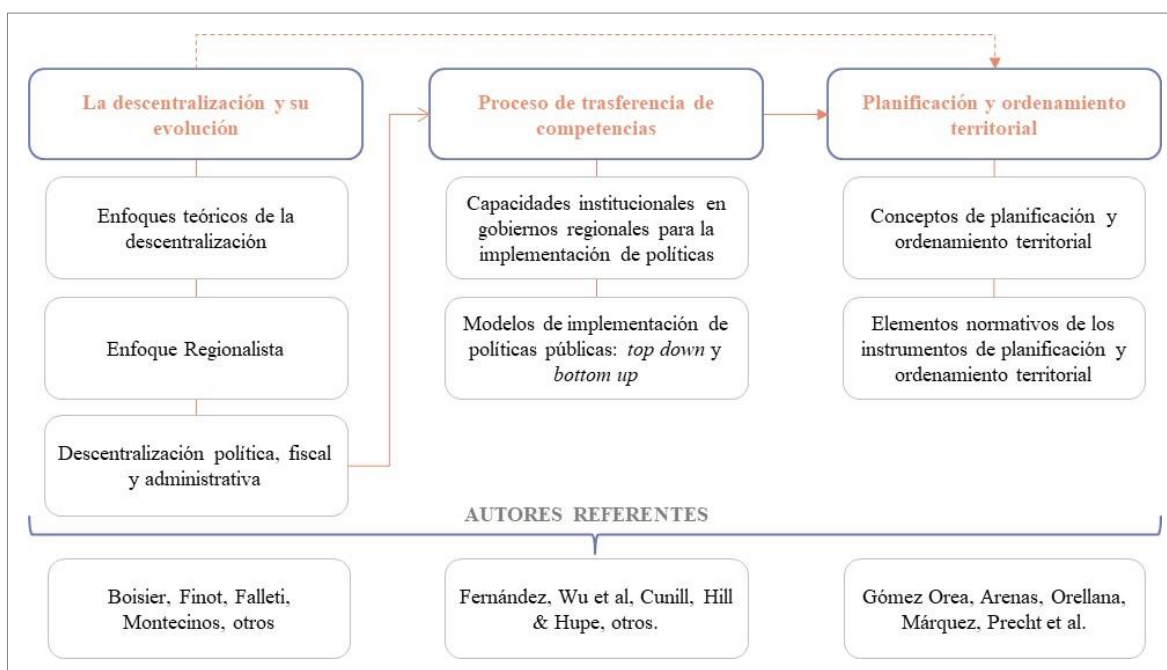 La descentralización y su
evolución
Proceso de trasferencia de
competencias
Planificación y ordenamiento
territorial
Enfoques teóricos de la
descentralización
Capacidades institucionales en
gobiernos regionales para la
implementación de políticas
Conceptos de planificación y
ordenamiento territorial
Enfoque Regionalista
Modelos de implementación de
políticas públicas: top down y
bottom up
Elementos normativos de los
instrumentos de planificación y
ordenamiento territorial
Descentralización política, fiscal
y administrativa
AUTORES REFERENTES
Boisier, Finot, Falleti,
Montecinos, otros
Fernández, Wu et al, Cunill, Hill
& Hupe, otros.
Gómez Orea, Arenas, Orellana,
Márquez, Precht et al.